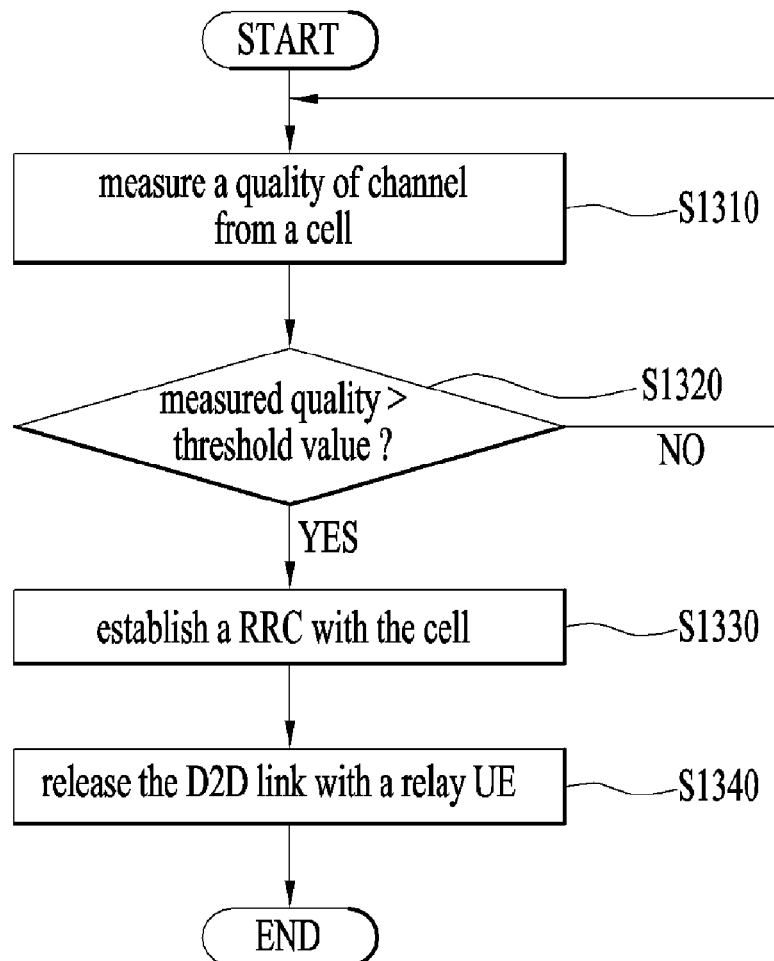 START
measure a quality of channel
from a cell
S1310
measured quality >
threshold value ?
S1320
NO
YES
establish a RRC with the cell
S1330
release the D2D link with a relay UE
S1340
END